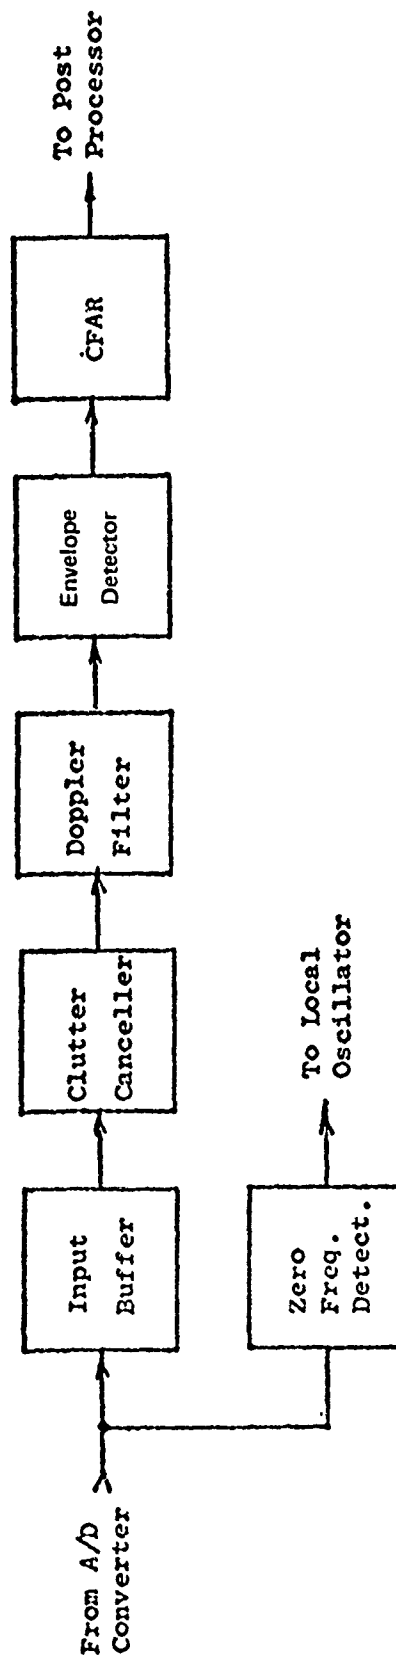 From A/D
Converter
Input
Buffer
Clutter
Canceller
Doppler
Filter
Envelope
Detector
CFAR
To Post
Processor
Zero
Freq.
Detect.
To Local
Oscillator